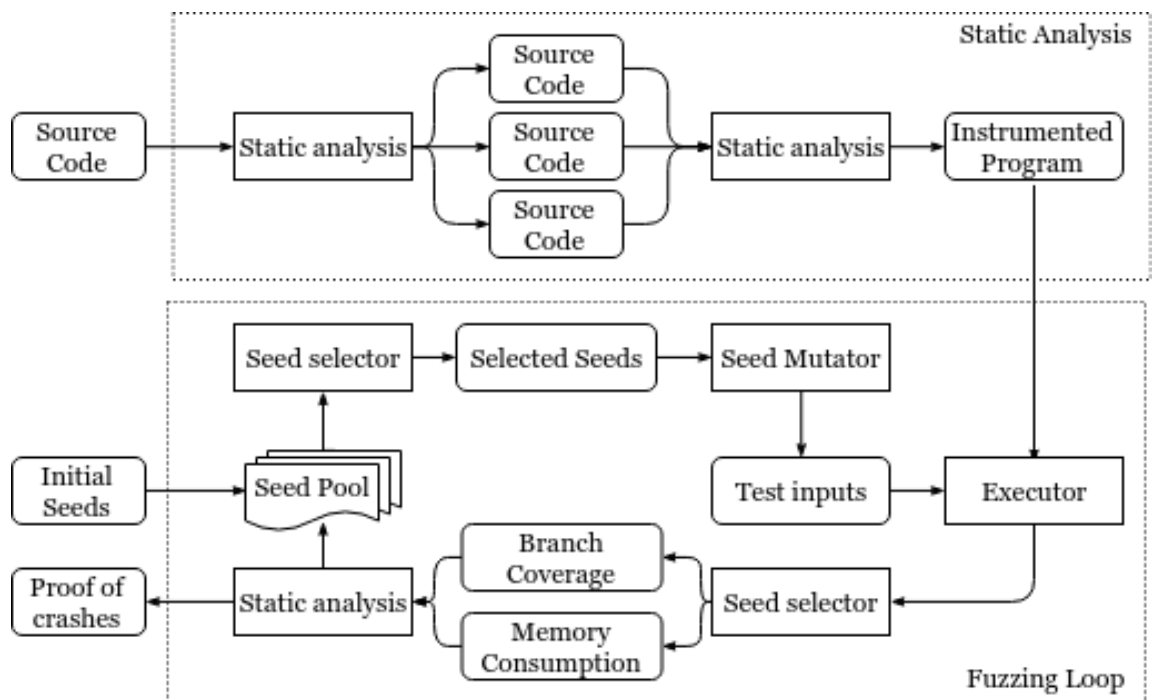 Static Analysis
Source
Code
Source
Code
Static analysis
Source
Code
Static analysis
Instrumented
Program
Source
Code
Seed selector
Selected Seeds
Seed Mutator
Initial
Seeds
Seed Pool
Test inputs
Executor
Branch
Coverage
Proof of
crashes
Static analysis
Seed selector
Memory
Consumption
Fuzzing Loop